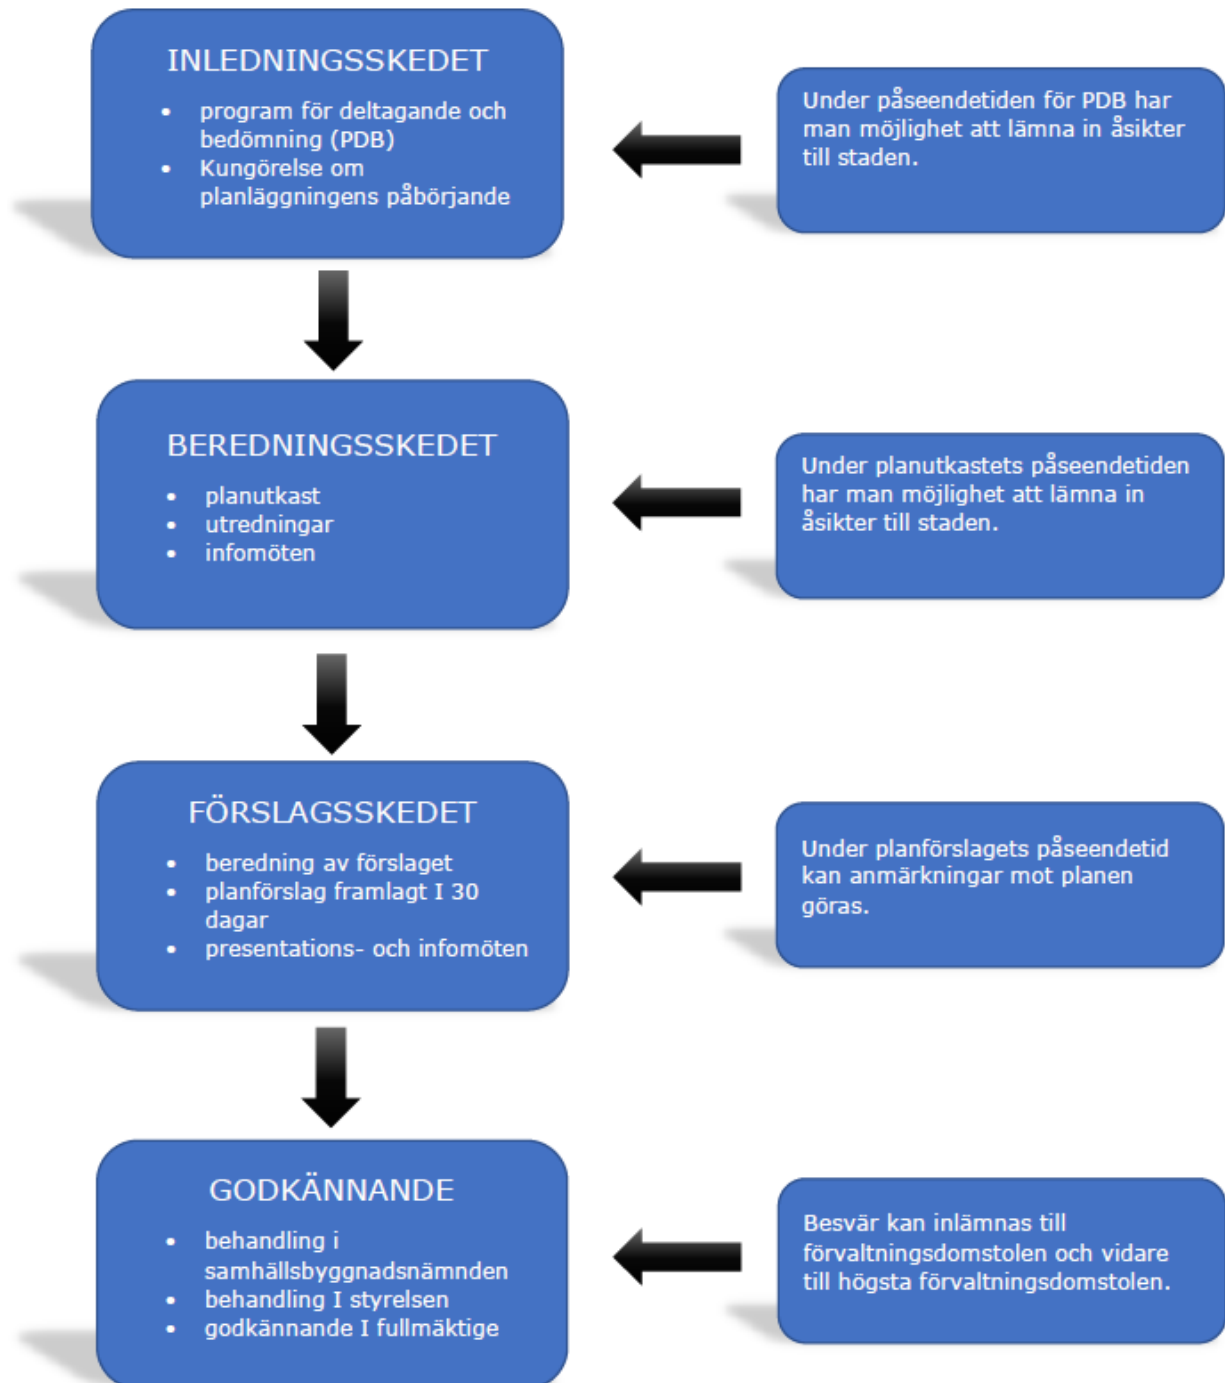 INLEDNINGSSKEDET
• program för deltagande och
bedömning (PDB)
• Kungörelse om
planläggningens påbörjande
Under påseendetiden för PDB har
man möjlighet att lämna in åsikter
till staden.
BEREDNINGSSKEDET
• planutkast
• utredningar
• infomöten
Under planutkastets påseendetiden
har man möjlighet att lämna in
åsikter till staden.
FÖRSLAGSSKEDET
• beredning av förslaget
• planförslag framlagt I 30
dagar
• presentations- och infomöten
Under planförslagets påseendetid
kan anmärkningar mot planen
göras.
GODKÄNNANDE
• behandling i
samhällsbyggnadsnämnden
• behandling I styrelsen
• godkännande I fullmäktige
Besvär kan inlämnas till
förvaltningsdomstolen och vidare
till högsta förvaltningsdomstolen.